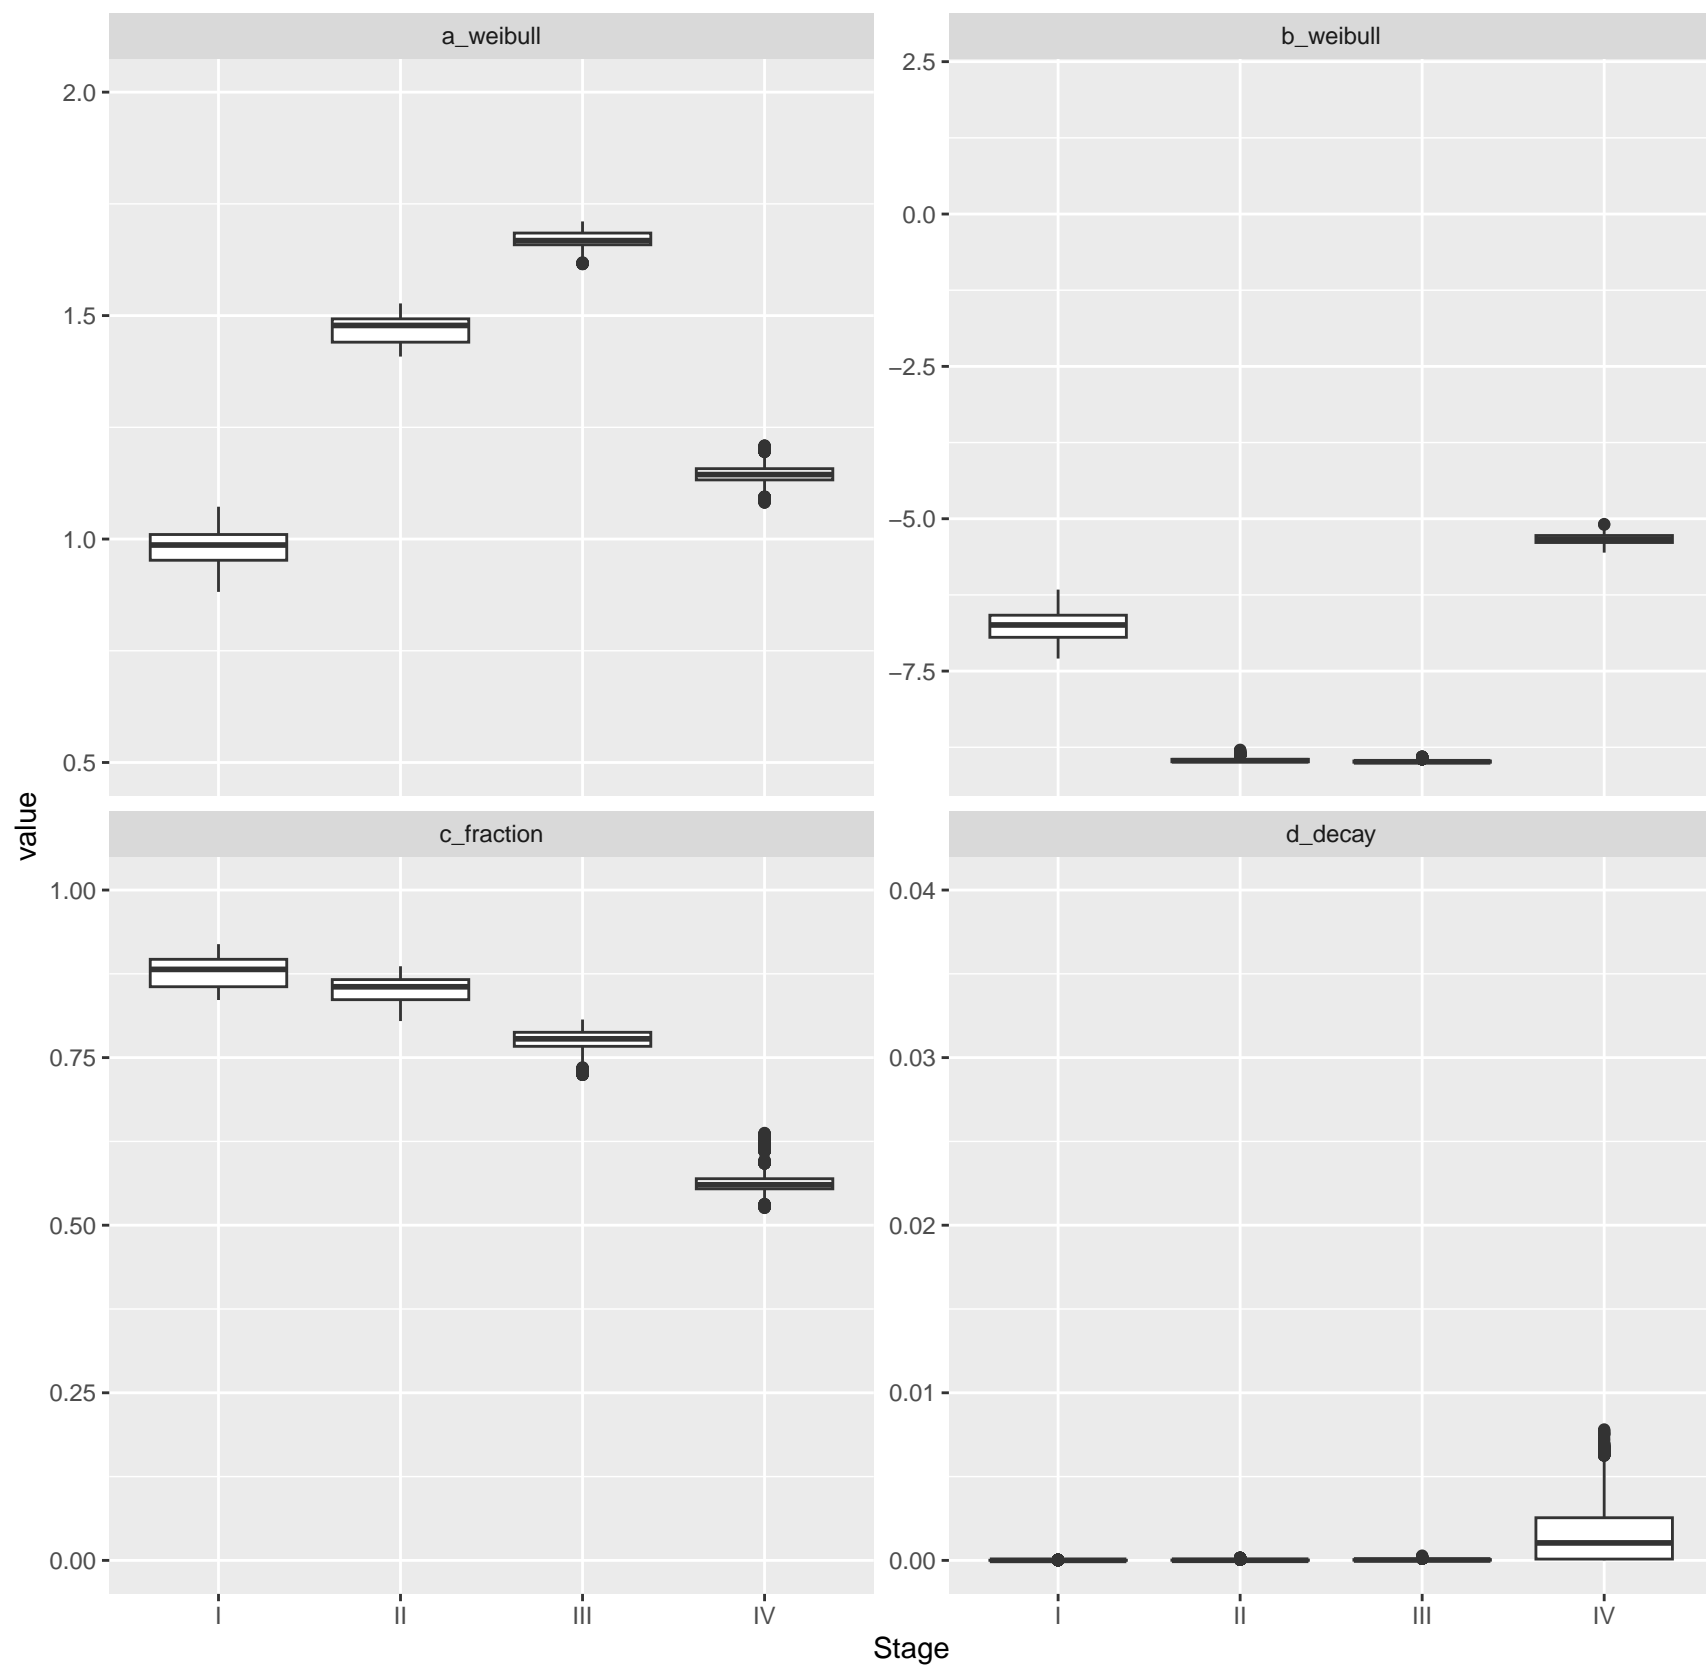 a_weibull
b_weibull
2.0
1.5
1.0
0.5
2.5
0.0
−2.5
−5.0
−7.5
value
c_fraction
d_decay
1.00
0.75
0.50
0.25
0.00
0.04
0.03
0.02
0.01
0.00
I II III IV
I II III IV
Stage